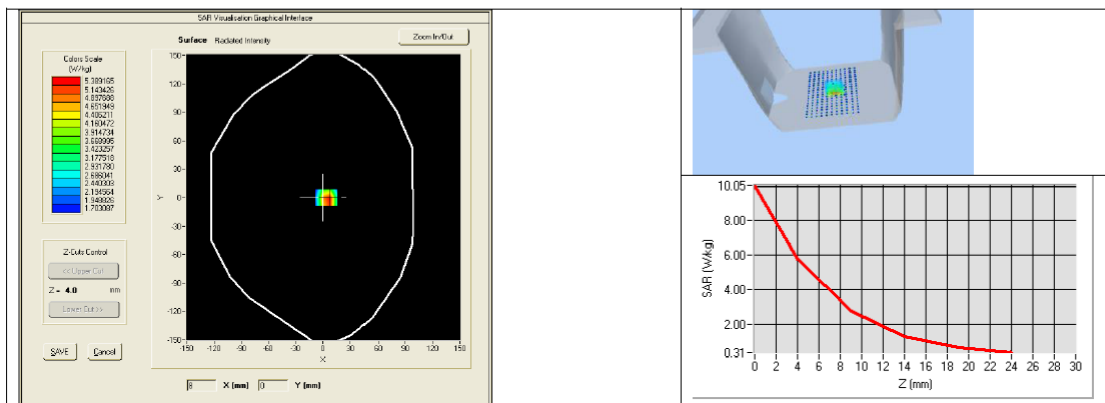 SAR Visualisation Graphical Interface
Surface Radiated Intensity
Zoom In/Out
Colors Scale
(W/kg)
5.389165
5.143426
4.897688
4.651949
4.406211
4.160472
3.914734
3.668995
3.423257
3.177518
2.931780
2.686041
2.440303
2.194564
1.948826
1.703087
Z-Cuts Control
<< Upper Cut
Z = 4.0 mm
Lower Cut >>
SAVE Cancel
Y
150
120
90
60
30
0
-30
-60
-90
-120
-150
-150 -120 -90 -60 -30 0 30 60 90 120 150
X
8 X (mm) 0 Y (mm)
SAR (W/kg)
10.05
8.00
6.00
4.00
2.00
0.31
0 2 4 6 8 10 12 14 16 18 20 22 24 26 28 30
Z (mm)